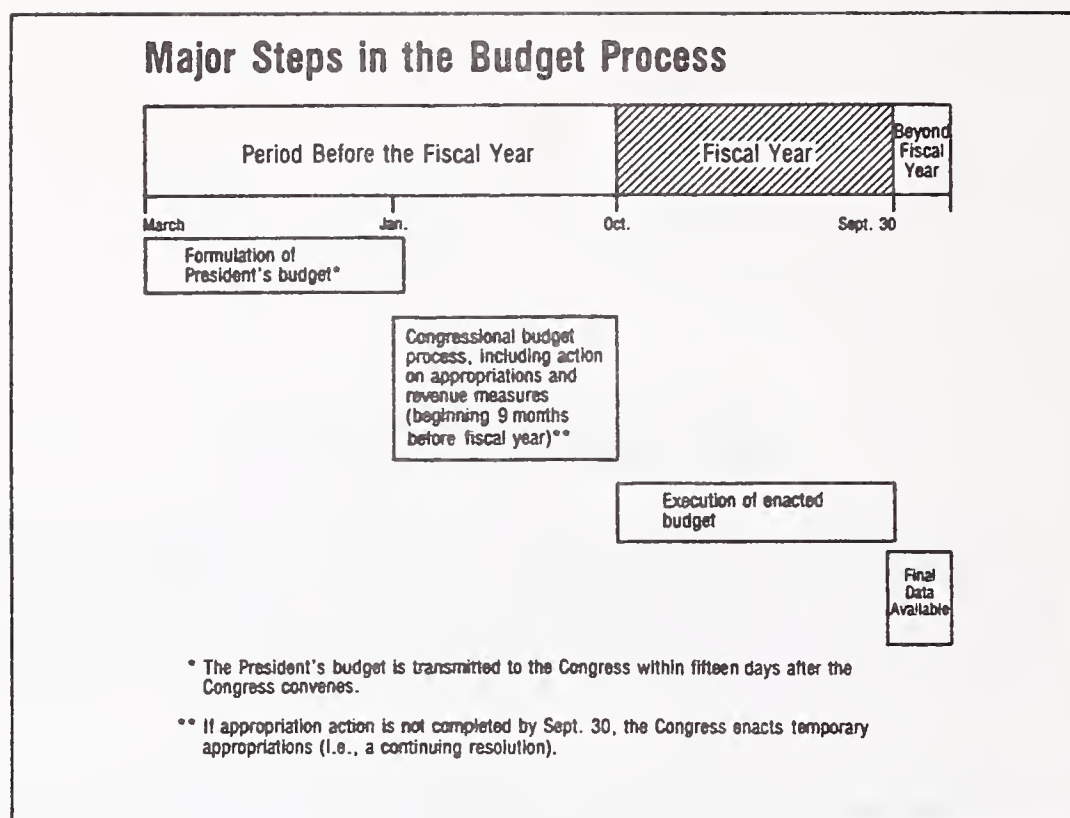 Major Steps in the Budget Process
Period Before the Fiscal Year
Fiscal Year
Beyond
Fiscal
Year
March
Jan.
Oct.
Sept. 30
Formulation of
President's budget*
Congressional budget
process, including action
on appropriations and
revenue measures
(beginning 9 months
before fiscal year)**
Execution of enacted
budget
Final
Data
Available
* The President's budget is transmitted to the Congress within fifteen days after the
Congress convenes.
** If appropriation action is not completed by Sept. 30, the Congress enacts temporary
appropriations (i.e., a continuing resolution).